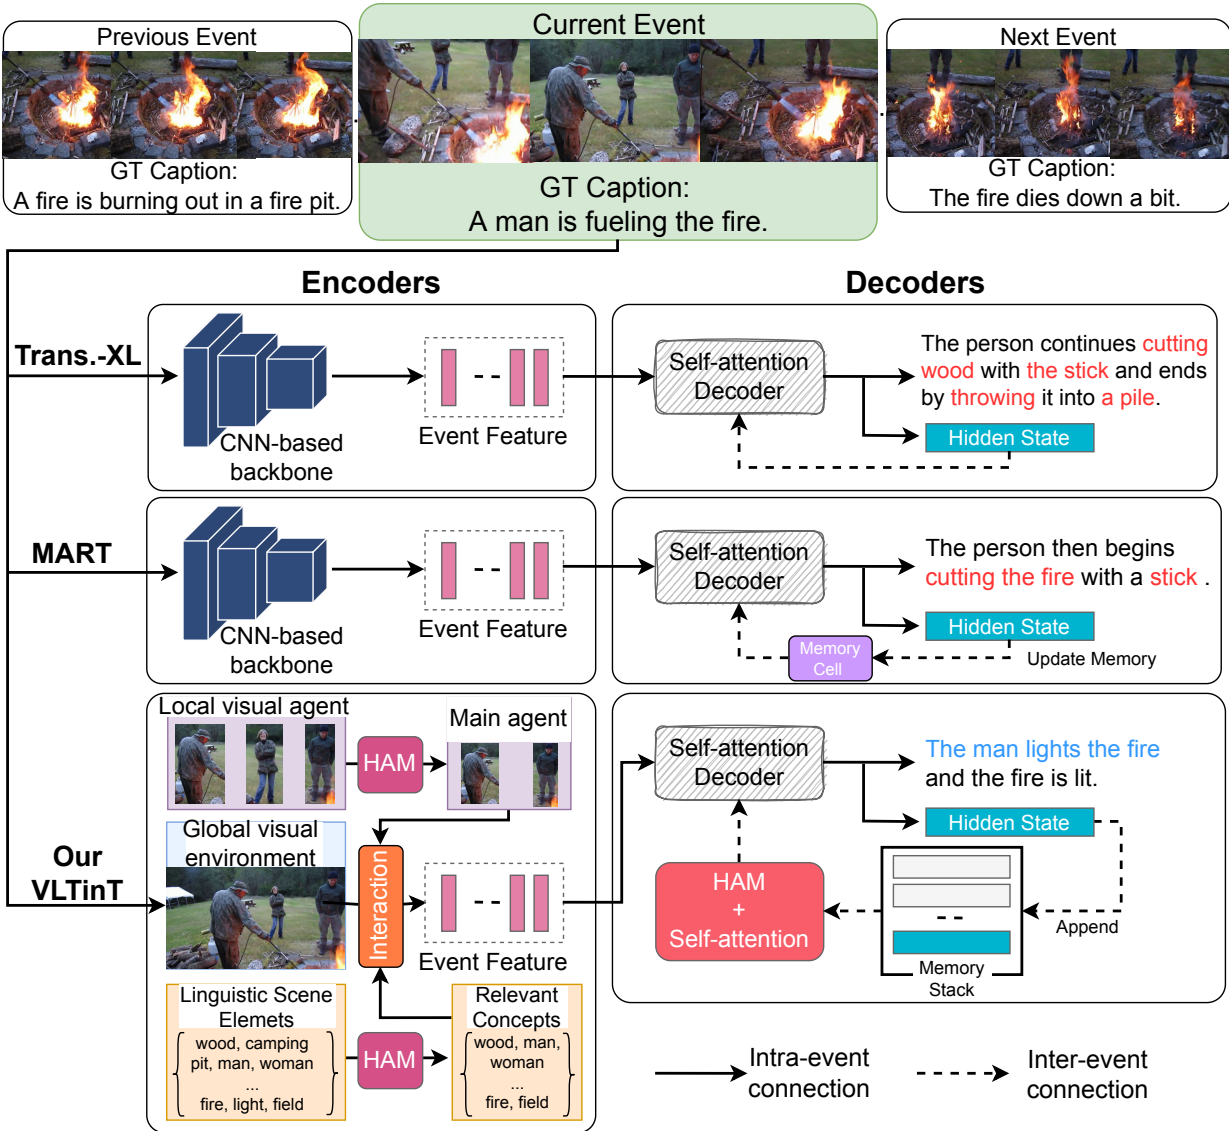 Previous Event
GT Caption:
A fire is burning out in a fire pit.
Current Event
GT Caption:
A man is fueling the fire.
Next Event
GT Caption:
The fire dies down a bit.
Encoders
Decoders
Trans.-XL
CNN-based
backbone
Event Feature
Self-attention
Decoder
The person continues cutting
wood with the stick and ends
by throwing it into a pile.
Hidden State
MART
CNN-based
backbone
Event Feature
Self-attention
Decoder
The person then begins
cutting the fire with a stick .
Hidden State
Memory
Cell
Update Memory
Our
VLTinT
Local visual agent
HAM
Main agent
Global visual
environment
Interaction
Event Feature
Linguistic Scene
Elemets
wood, camping
pit, man, woman
...
fire, light, field
HAM
Relevant
Concepts
wood, man,
woman
...
fire, field
Self-attention
Decoder
The man lights the fire
and the fire is lit.
Hidden State
HAM
+
Self-attention
Append
Memory
Stack
Intra-event
connection
Inter-event
connection